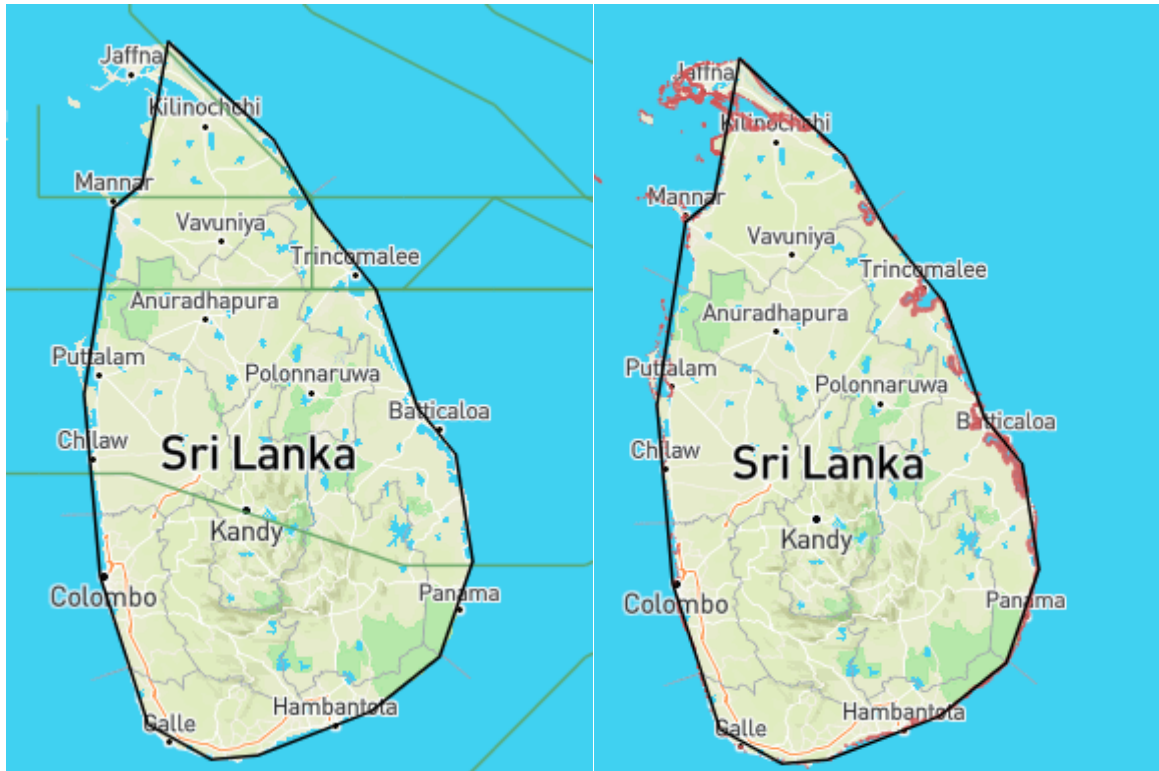 Jaffna
Kilinochchi
Mannar
Vavuniya
Trincomalee
Anuradhapura
Puttalam
Polonnaruwa
Batticaloa
Chilaw
Sri Lanka
Kandy
Colombo
Panama
Hambantota
Galle
Jaffna
Kilinochchi
Mannar
Vavuniya
Trincomalee
Anuradhapura
Puttalam
Polonnaruwa
Batticaloa
Chilaw
Sri Lanka
Kandy
Colombo
Panama
Hambantota
Galle